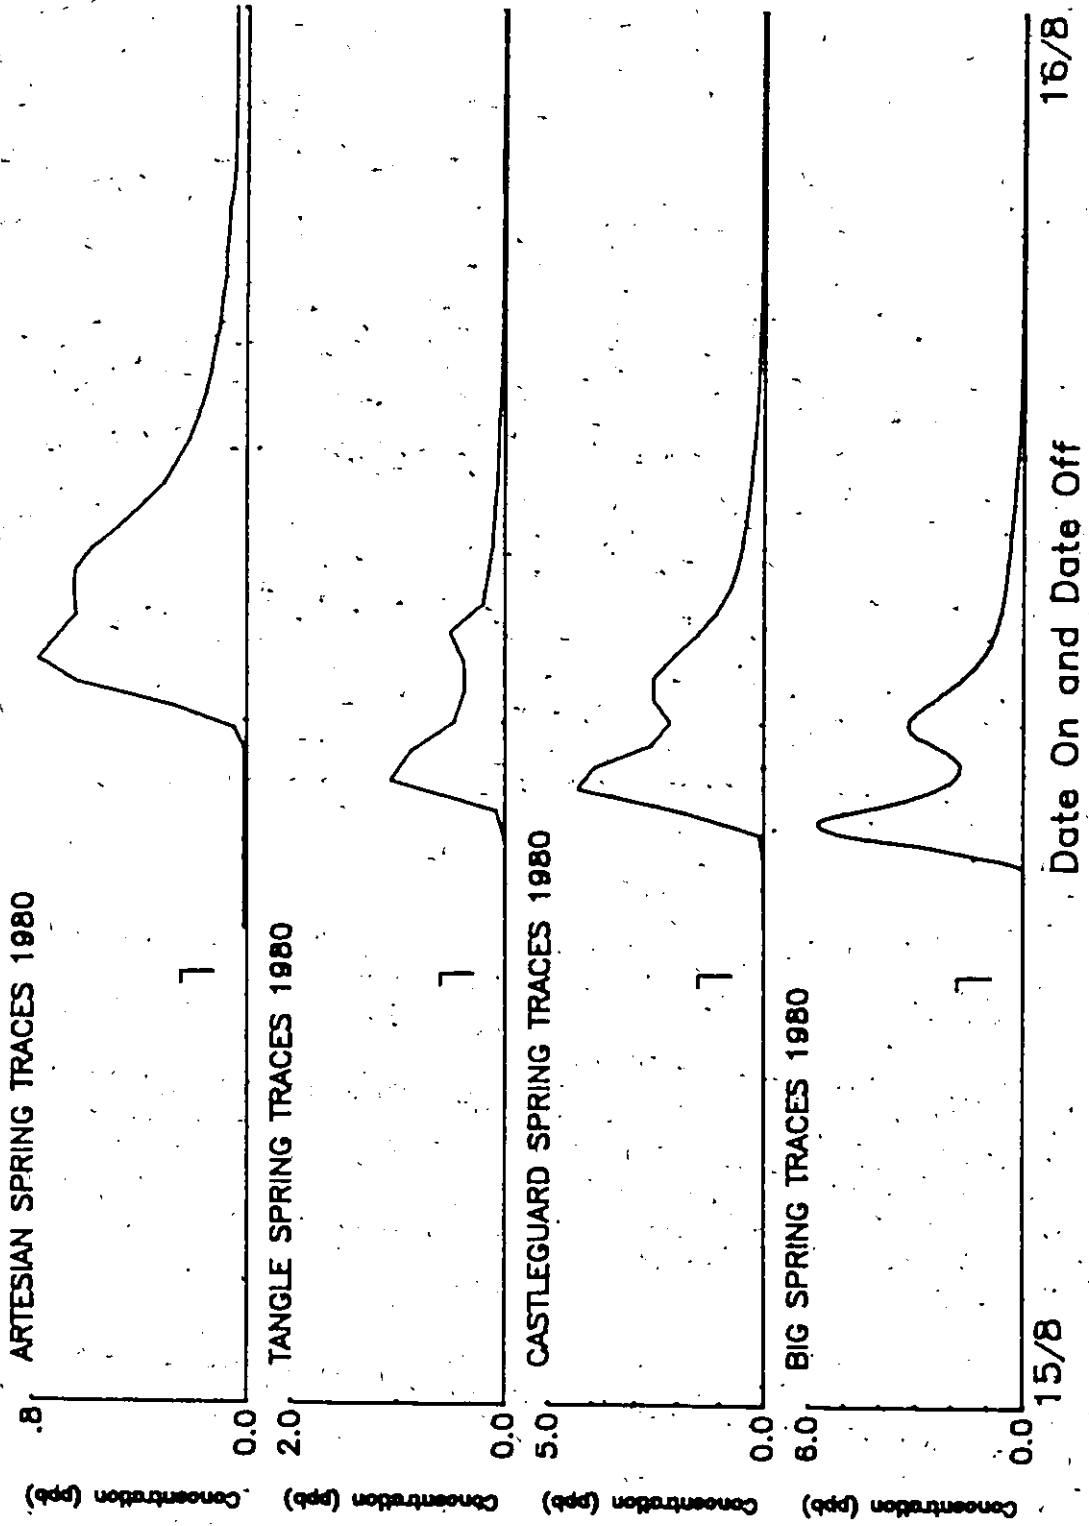 ARTESIAN SPRING TRACES 1980
.8
0.0
Concentration (ppb)
TANGLE SPRING TRACES 1980
2.0
0.0
Concentration (ppb)
CASTLEGUARD SPRING TRACES 1980
5.0
0.0
Concentration (ppb)
BIG SPRING TRACES 1980
6.0
0.0
Concentration (ppb)
15/8
16/8
Date On and Date Off